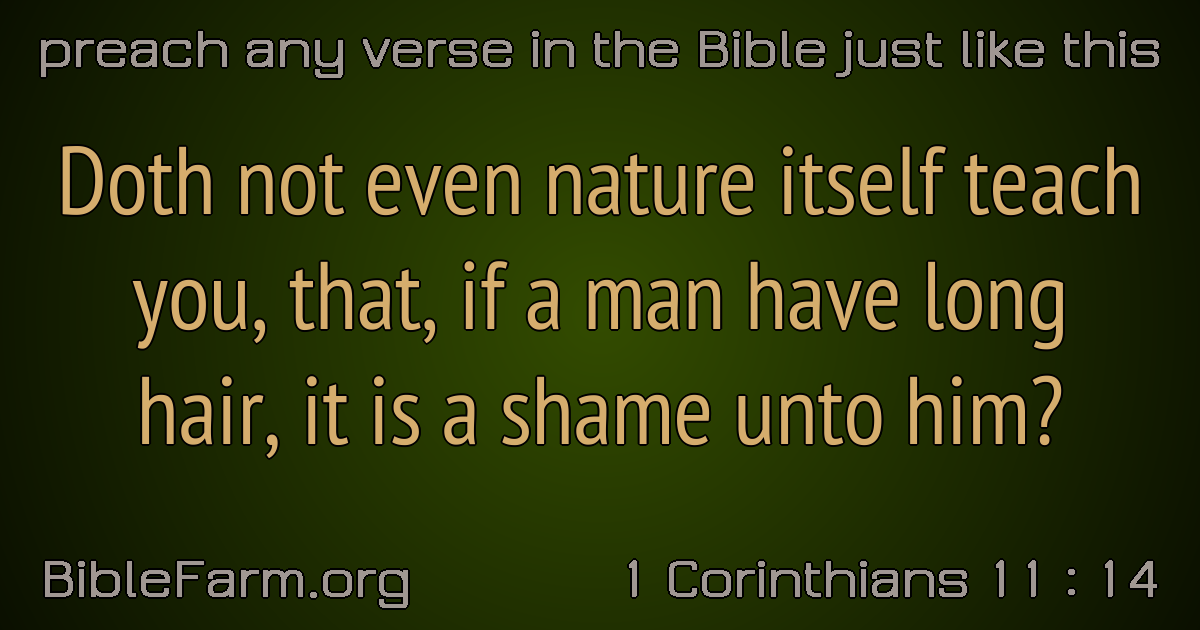 preach any verse in the Bible just like this
Doth not even nature itself teach
you, that, if a man have long
hair, it is a shame unto him?
BibleFarm.org
1 Corinthians 11 : 14